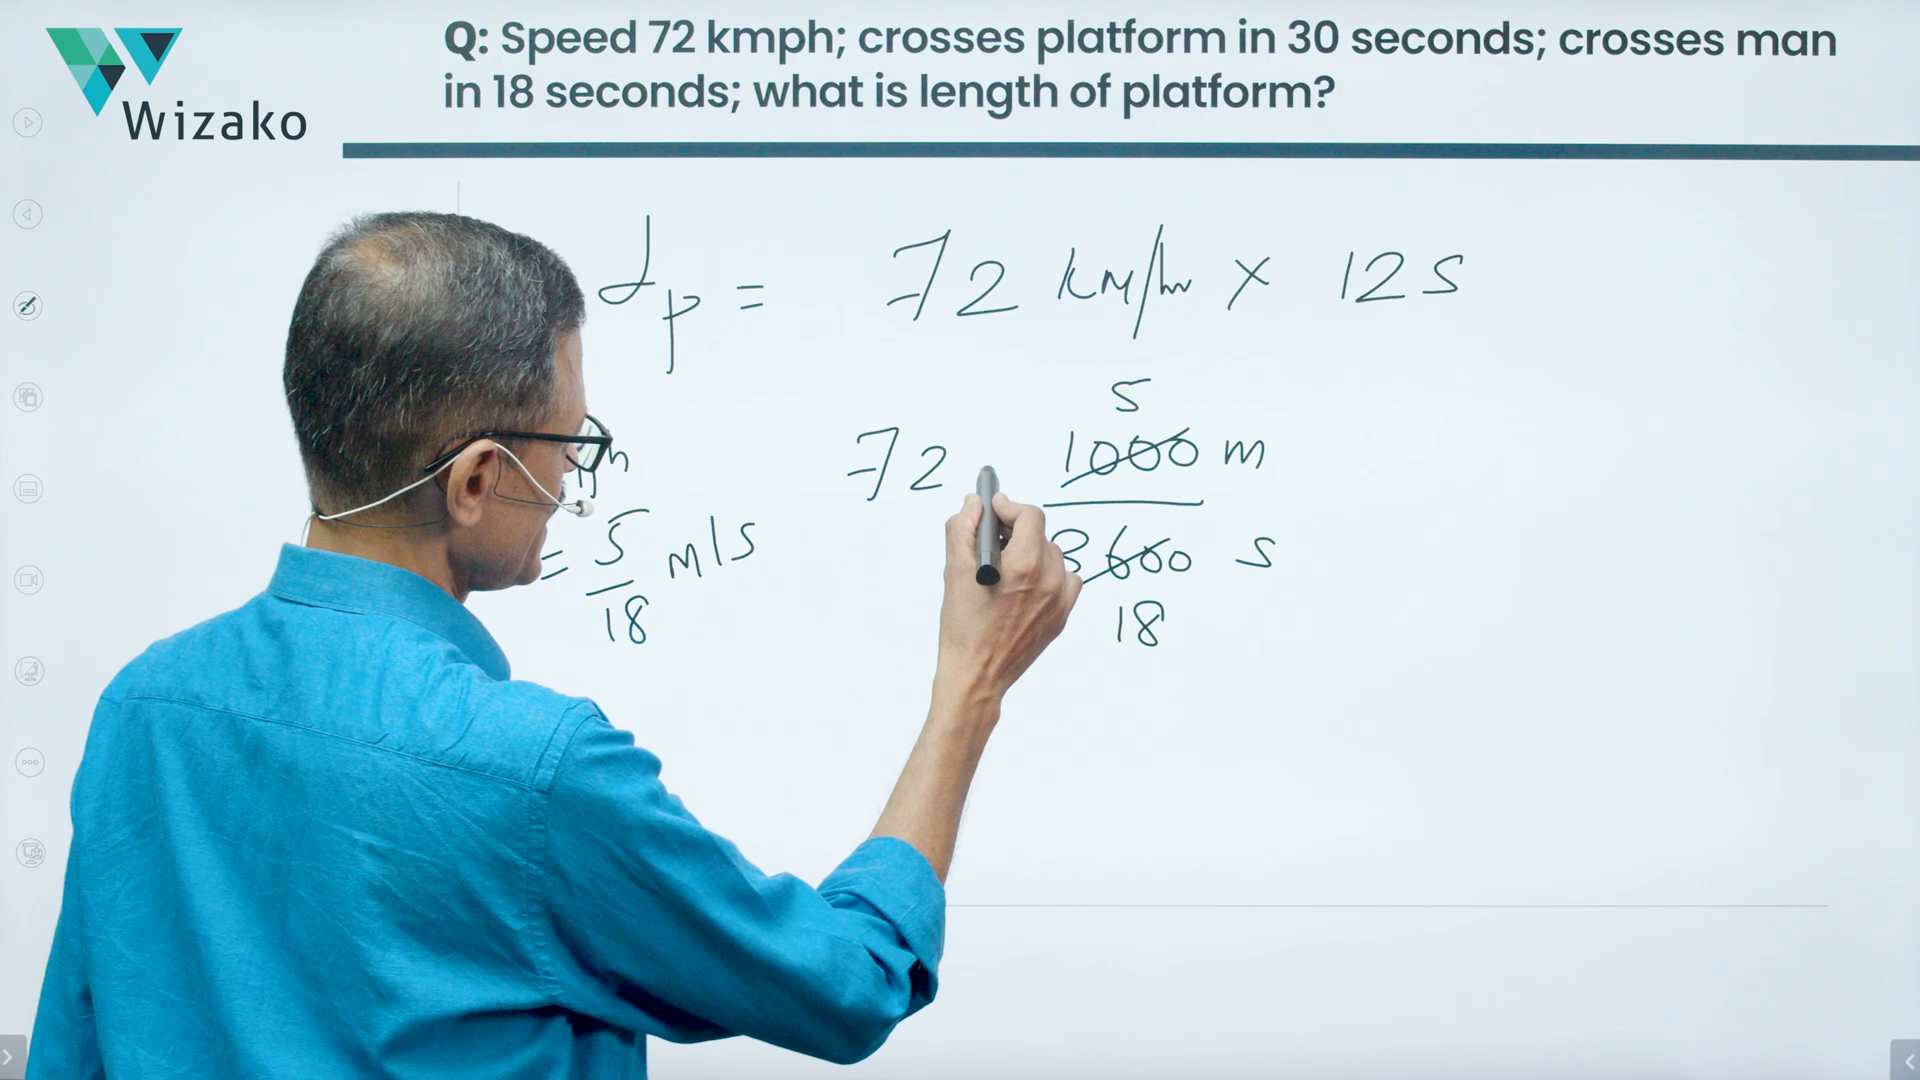 Wizako
Q: Speed 72 kmph; crosses platform in 30 seconds; crosses man
in 18 seconds; what is length of platform?
lp = 72 km/hr x 12 s
72 1000 m 5
3600 s 18
= 5/18 m/s